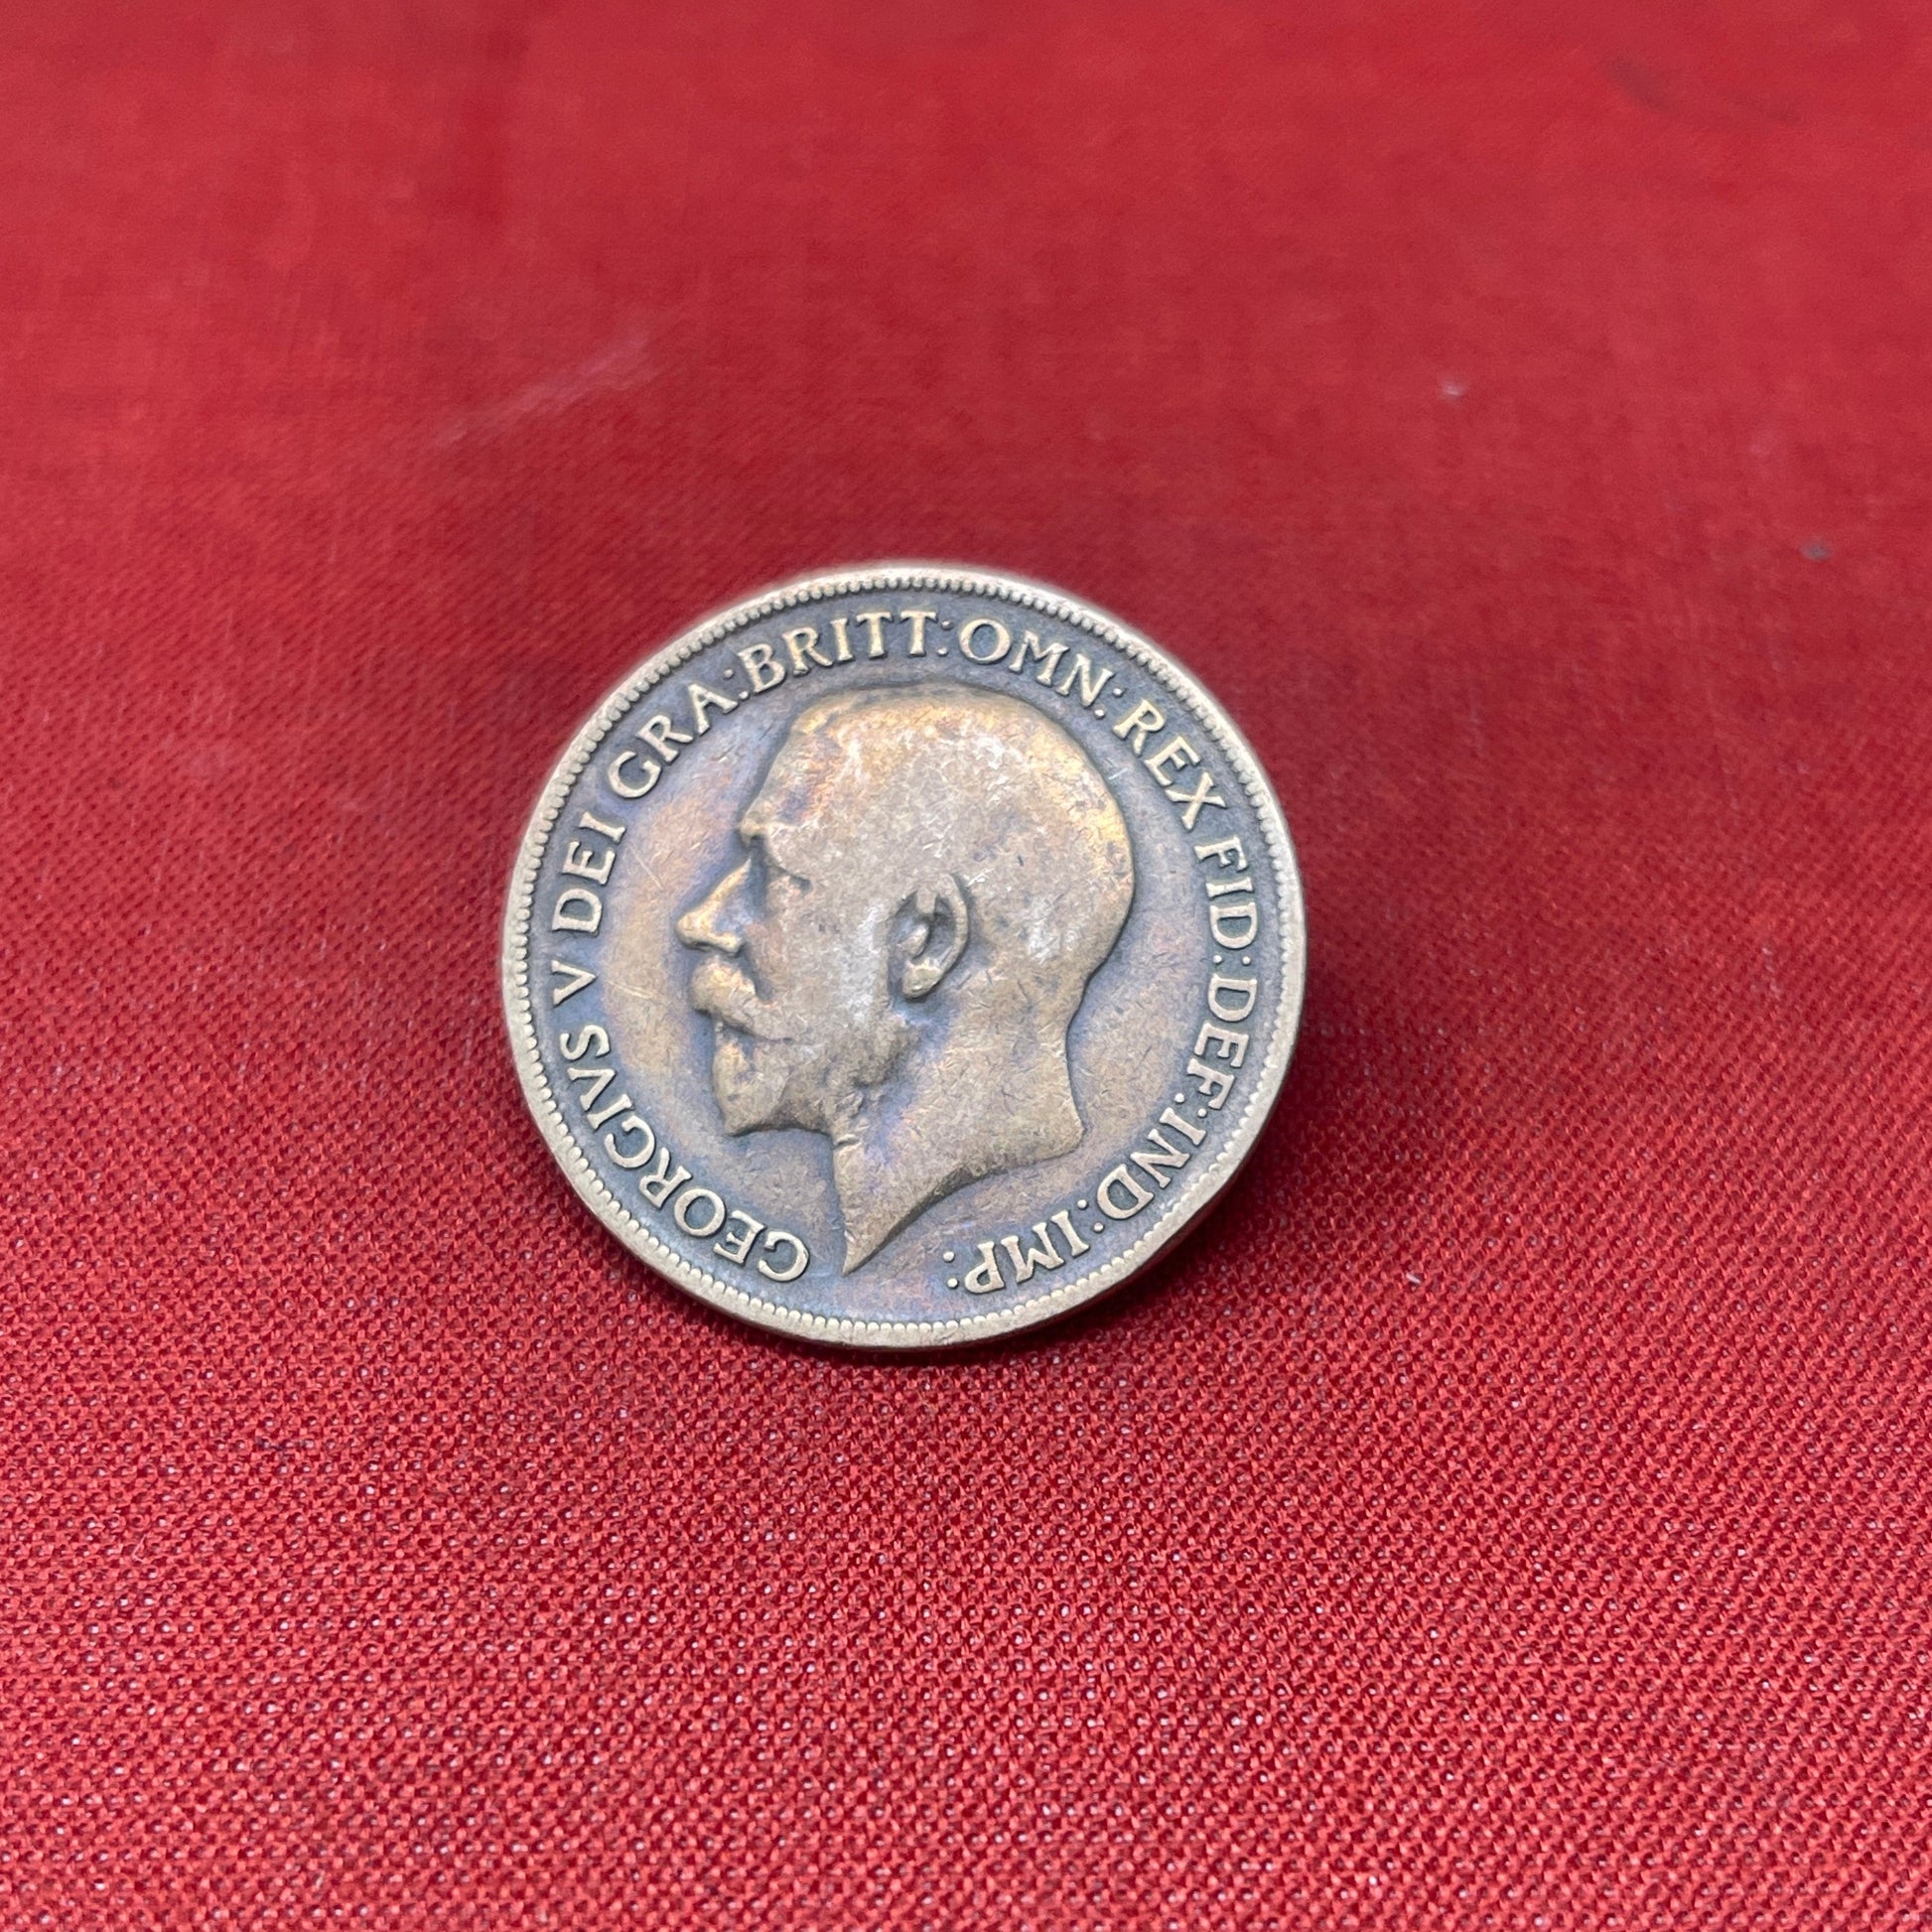 GEORGIVS V DEI GRA:BRITT:OMN:REX FID:DEF:IND:IMP: